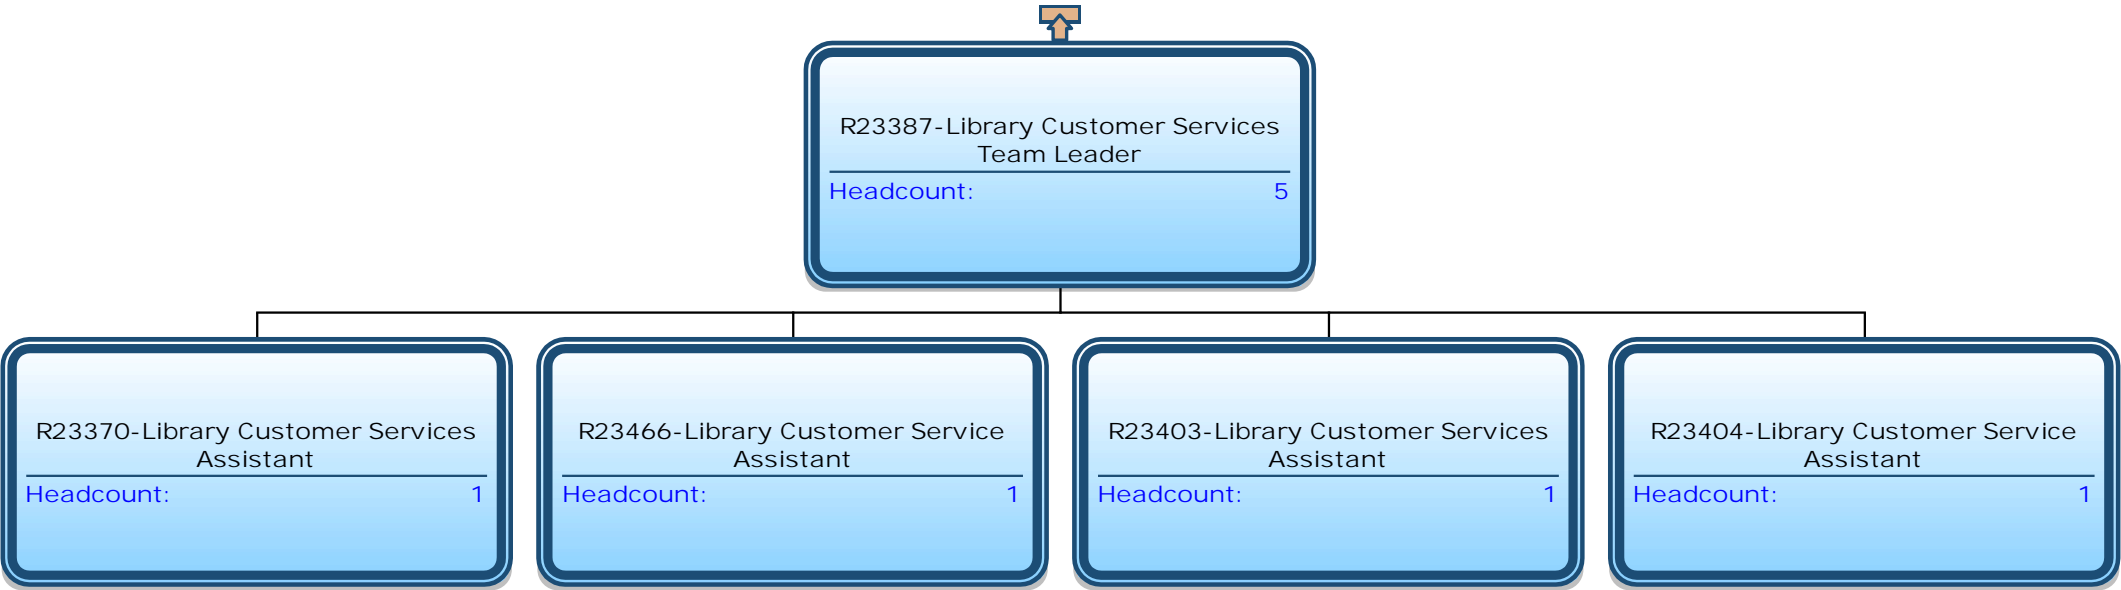 R23387-Library Customer Services
Team Leader
Headcount: 5
R23370-Library Customer Services
Assistant
Headcount: 1
R23466-Library Customer Service
Assistant
Headcount: 1
R23403-Library Customer Services
Assistant
Headcount: 1
R23404-Library Customer Service
Assistant
Headcount: 1